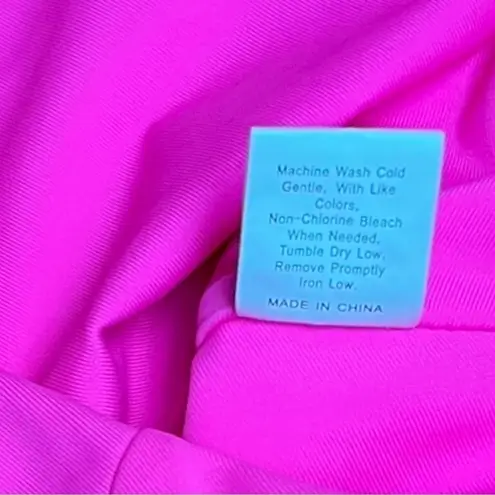 Machine Wash Cold
Gentle, With Like
Colors,
Non-Chlorine Bleach
When Needed,
Tumble Dry Low,
Remove Promptly
Iron Low.
MADE IN CHINA